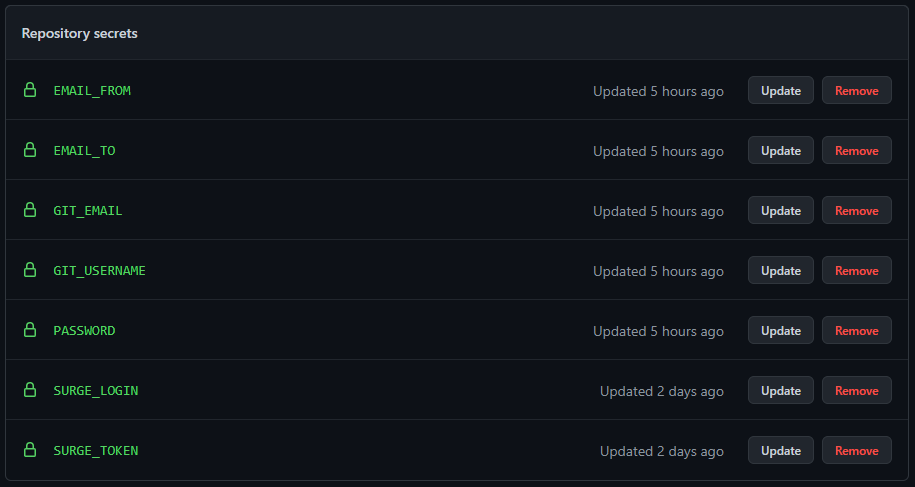 Repository secrets
EMAIL_FROM Updated 5 hours ago Update Remove
EMAIL_TO Updated 5 hours ago Update Remove
GIT_EMAIL Updated 5 hours ago Update Remove
GIT_USERNAME Updated 5 hours ago Update Remove
PASSWORD Updated 5 hours ago Update Remove
SURGE_LOGIN Updated 2 days ago Update Remove
SURGE_TOKEN Updated 2 days ago Update Remove